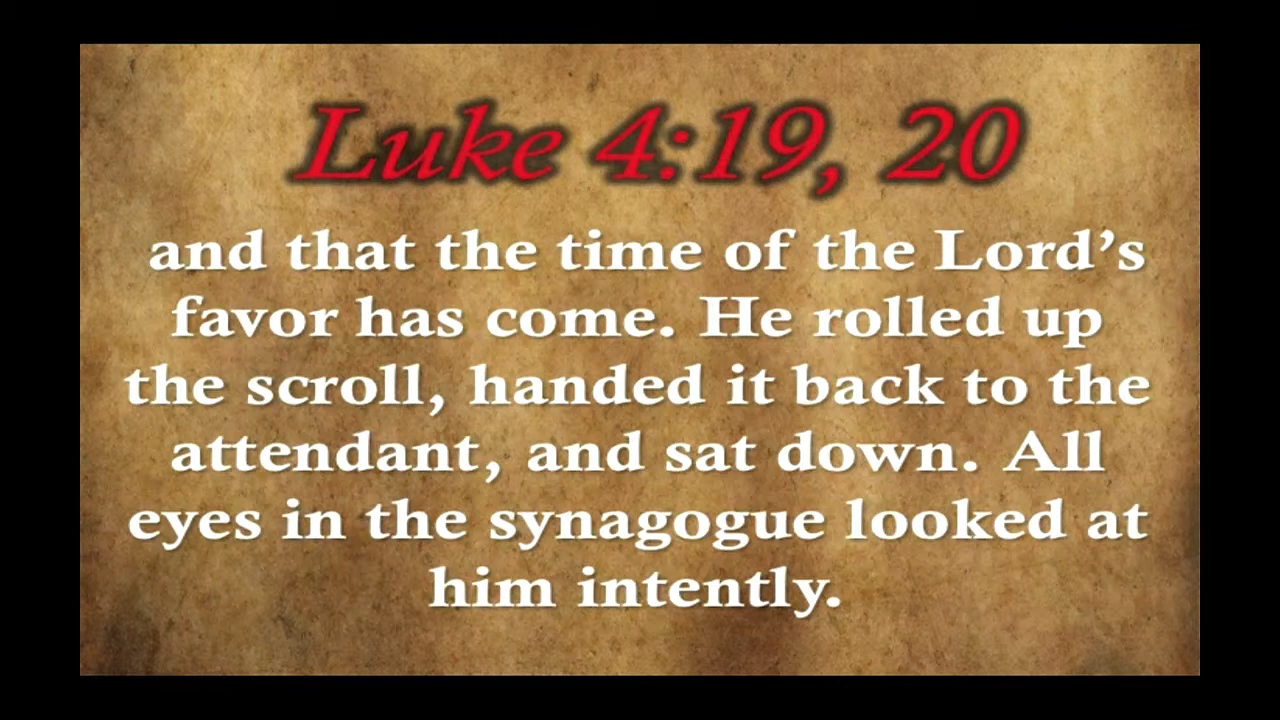 Luke 4:19, 20
and that the time of the Lord’s
favor has come. He rolled up
the scroll, handed it back to the
attendant, and sat down. All
eyes in the synagogue looked at
him intently.